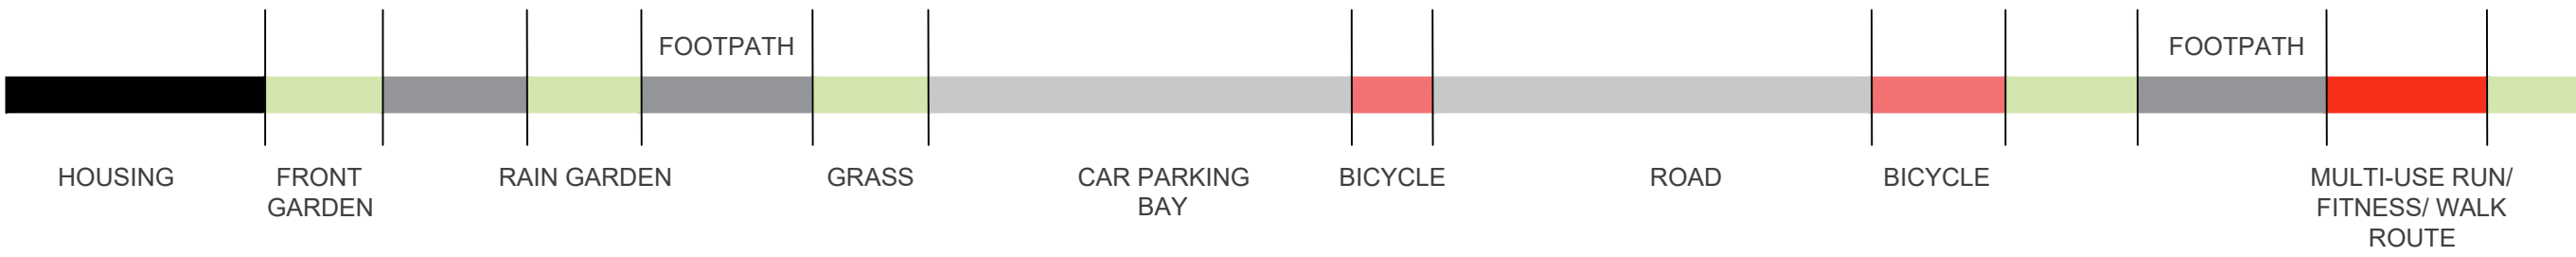 FOOTPATH
FOOTPATH
HOUSING
FRONT
GARDEN
RAIN GARDEN
GRASS
CAR PARKING
BAY
BICYCLE
ROAD
BICYCLE
MULTI-USE RUN/
FITNESS/ WALK
ROUTE